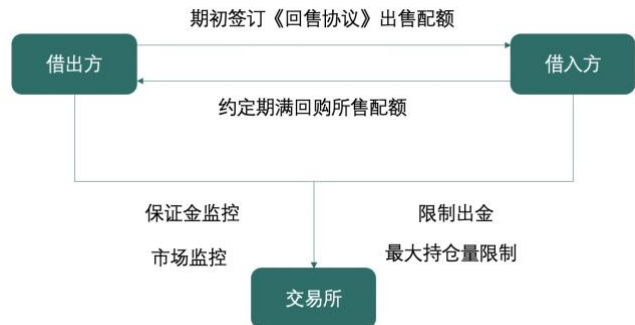 期初签订《回售协议》出售配额
借出方
借入方
约定期满回购所售配额
保证金监控
限制出金
市场监控
最大持仓量限制
交易所